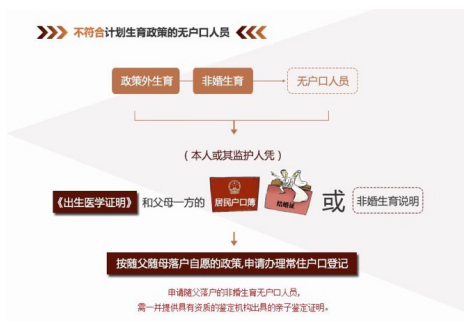 不符合计划生育政策的无户口人员
政策外生育 非婚生育 无户口人员
(本人或其监护人凭)
《出生医学证明》 和父母一方的 居民户口簿 结婚证 或 非婚生育说明
按随父随母落户自愿的政策,申请办理常住户口登记
申请随父落户的非婚生育无户口人员,
需一并提供具有资质的鉴定机构出具的亲子鉴定证明。